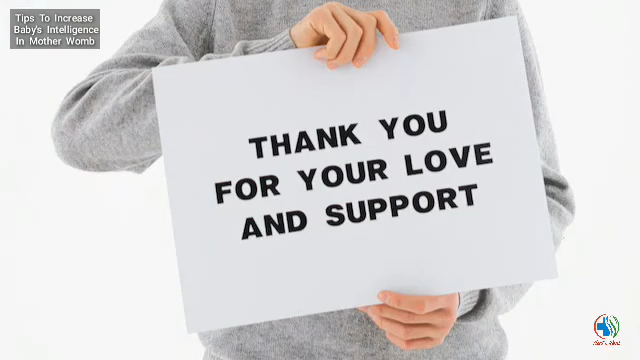 Tips To Increase
Baby's Intelligence
In Mother Womb
THANK YOU
FOR YOUR LOVE
AND SUPPORT